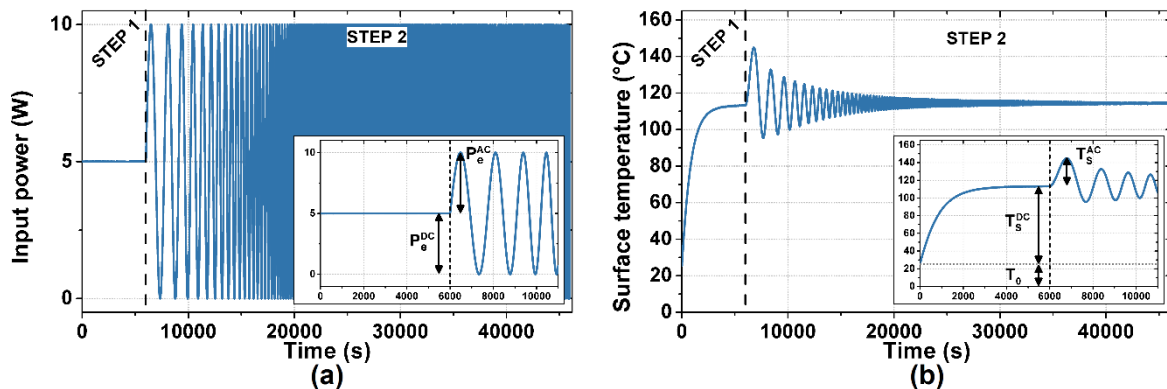 10
5
0
Input power (W)
STEP 1
STEP 2
10
5
0
P_e^AC
P_e^DC
0 2000 4000 6000 8000 10000
0 10000 20000 30000 40000
Time (s)
(a)
160
140
120
100
80
60
40
20
0
Surface temperature (°C)
STEP 1
STEP 2
160
140
120
100
80
60
40
20
0
T_S^AC
T_S^DC
T_0
0 2000 4000 6000 8000 10000
0 10000 20000 30000 40000
Time (s)
(b)